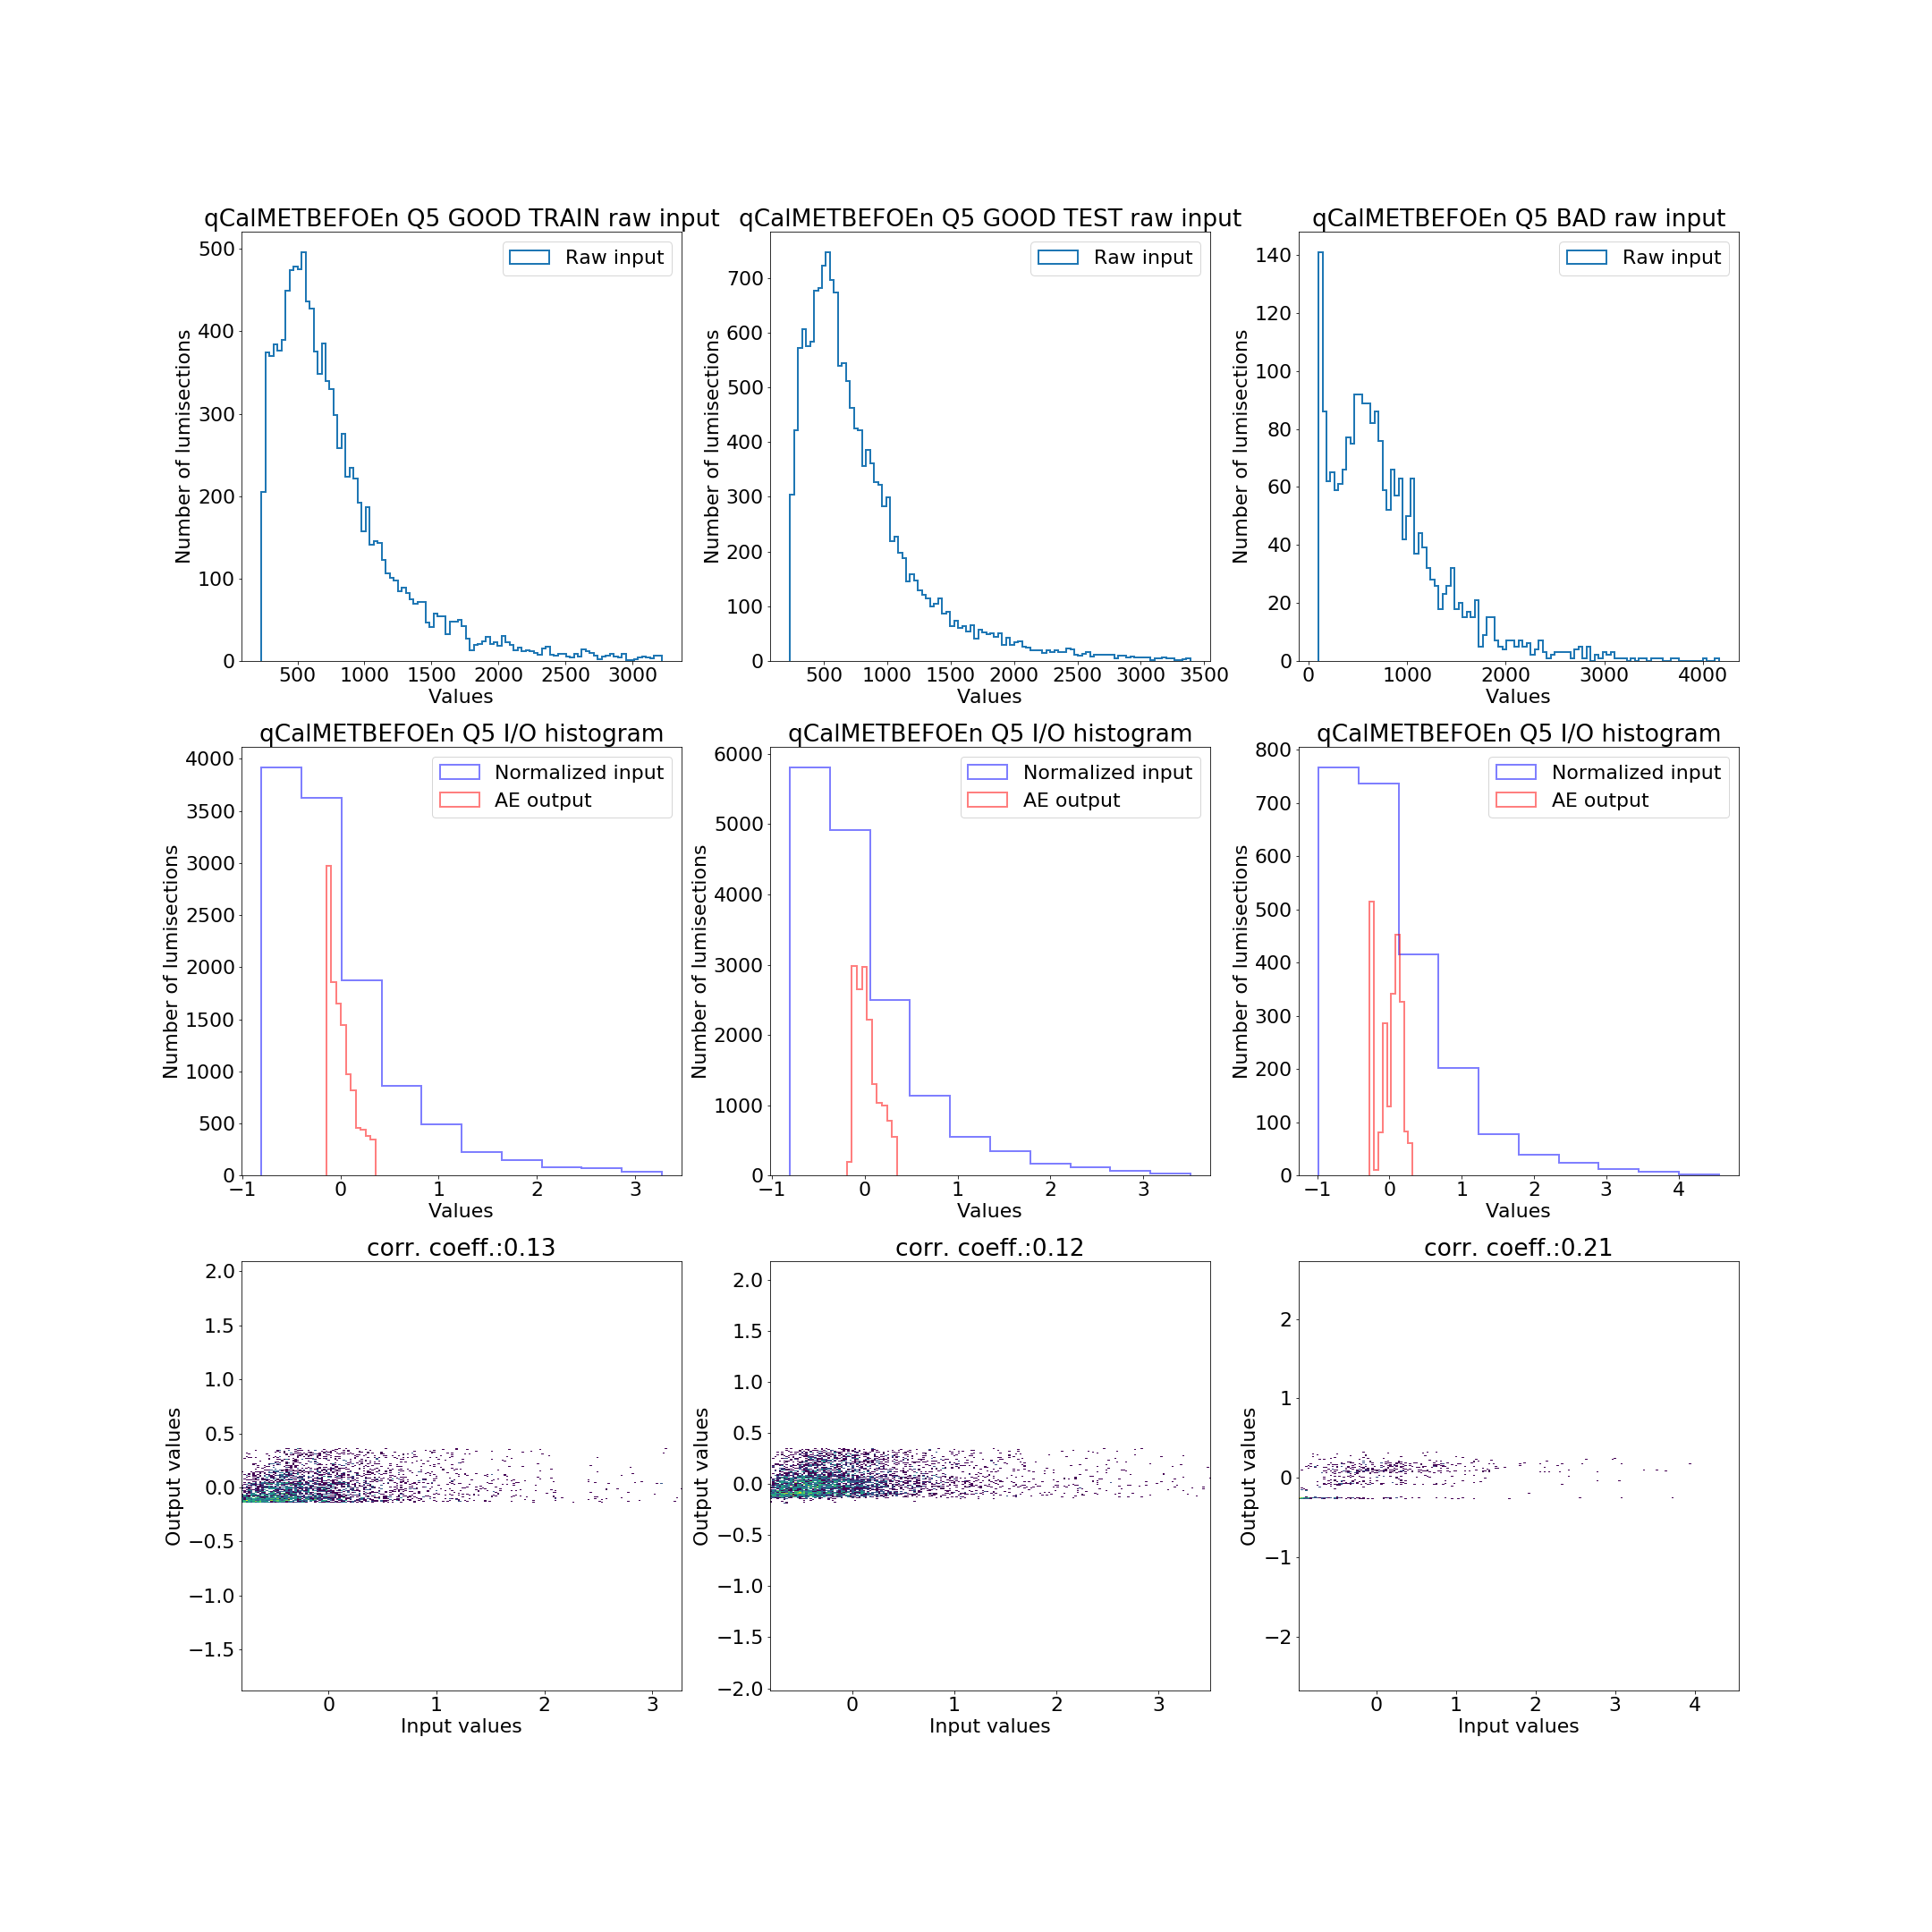 qCalMETBEFOEn Q5 GOOD TRAIN raw input
Raw input
Number of lumisections
500
400
300
200
100
0
500 1000 1500 2000 2500 3000
Values
qCalMETBEFOEn Q5 GOOD TEST raw input
Raw input
Number of lumisections
700
600
500
400
300
200
100
0
500 1000 1500 2000 2500 3000 3500
Values
qCalMETBEFOEn Q5 BAD raw input
Raw input
Number of lumisections
140
120
100
80
60
40
20
0
0 1000 2000 3000 4000
Values
qCalMETBEFOEn Q5 I/O histogram
Normalized input
AE output
Number of lumisections
4000
3500
3000
2500
2000
1500
1000
500
0
−1 0 1 2 3
Values
qCalMETBEFOEn Q5 I/O histogram
Normalized input
AE output
Number of lumisections
6000
5000
4000
3000
2000
1000
0
−1 0 1 2 3
Values
qCalMETBEFOEn Q5 I/O histogram
Normalized input
AE output
Number of lumisections
800
700
600
500
400
300
200
100
0
−1 0 1 2 3 4
Values
corr. coeff.:0.13
Output values
2.0
1.5
1.0
0.5
0.0
−0.5
−1.0
−1.5
0 1 2 3
Input values
corr. coeff.:0.12
Output values
2.0
1.5
1.0
0.5
0.0
−0.5
−1.0
−1.5
−2.0
0 1 2 3
Input values
corr. coeff.:0.21
Output values
2
1
0
−1
−2
0 1 2 3 4
Input values